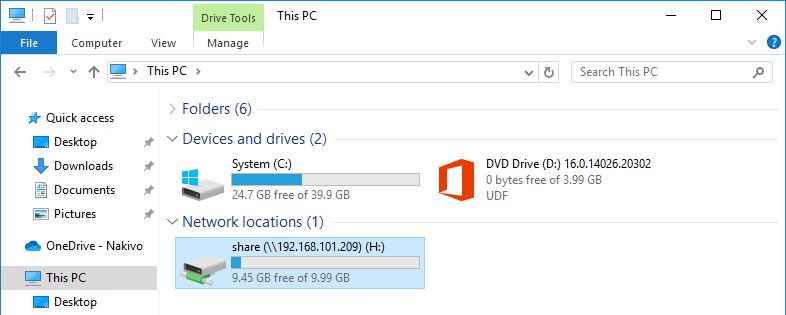 Drive Tools
This PC
File
Computer
View
Manage
This PC
Search This PC
Quick access
Desktop
Downloads
Documents
Pictures
OneDrive - Nakivo
This PC
Desktop
Folders (6)
Devices and drives (2)
System (C:)
24.7 GB free of 39.9 GB
DVD Drive (D:) 16.0.14026.20302
0 bytes free of 3.99 GB
UDF
Network locations (1)
share (\\192.168.101.209) (H:)
9.45 GB free of 9.99 GB